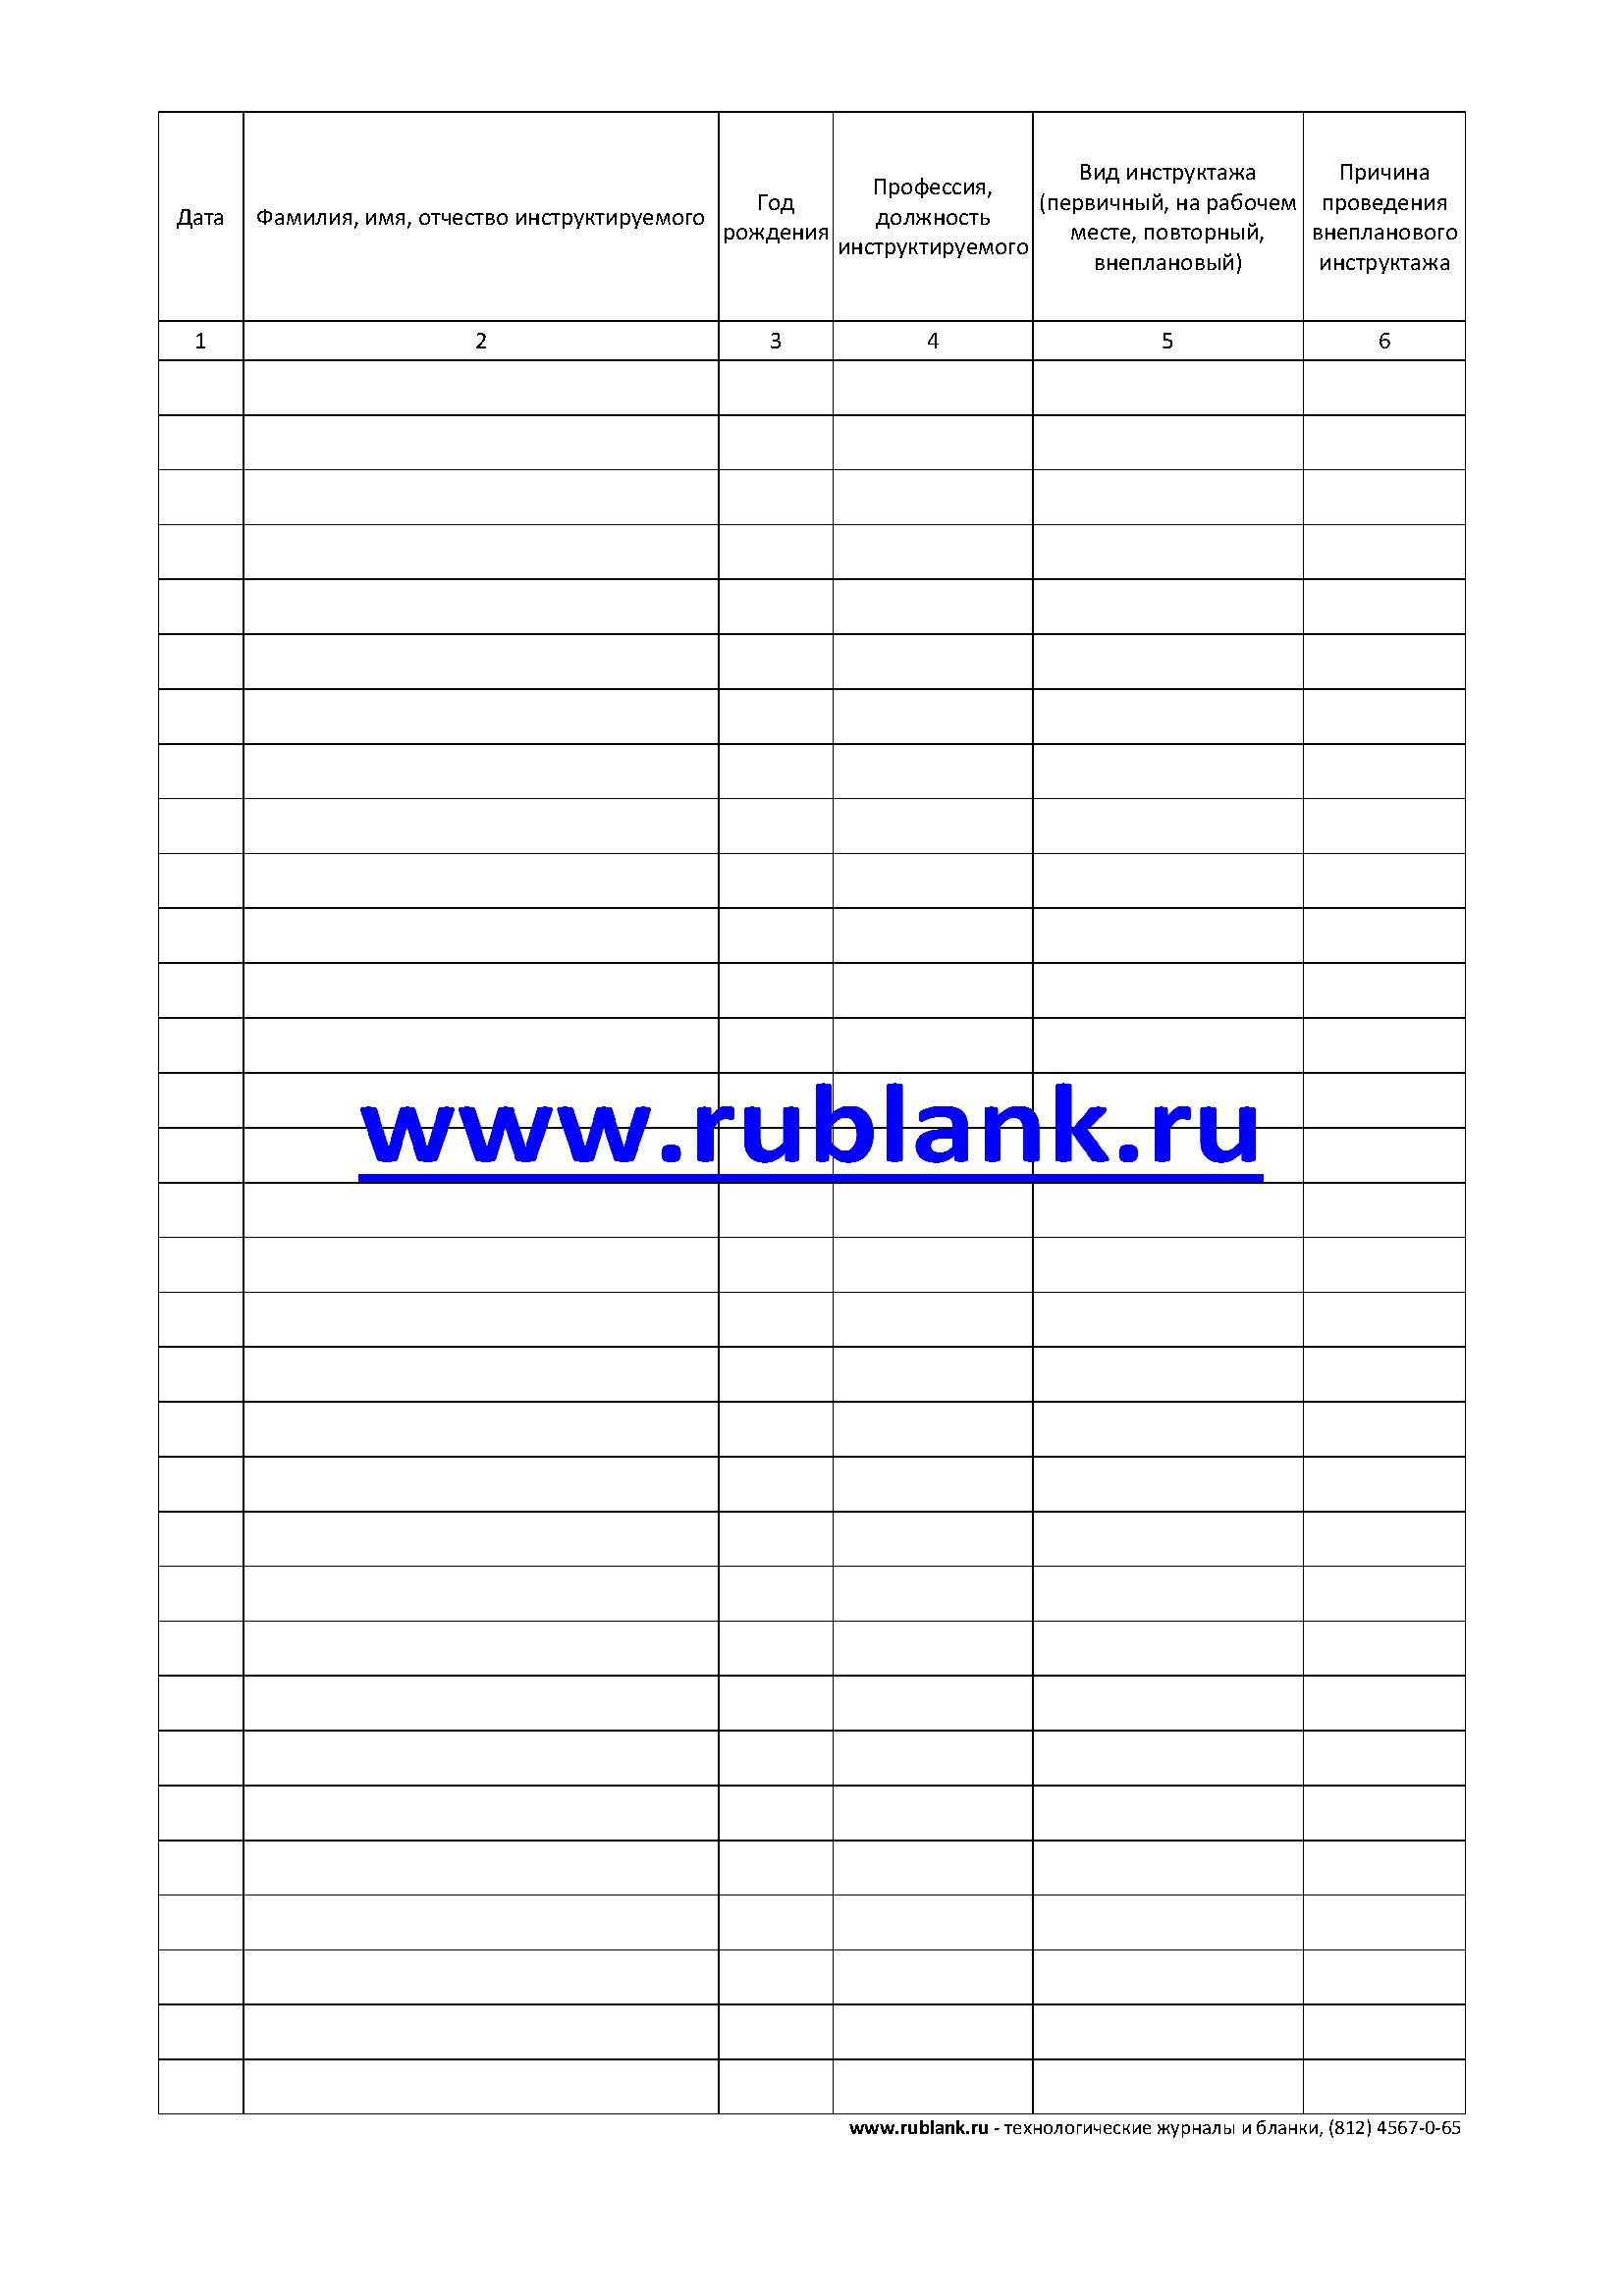 Дата
Фамилия, имя, отчество инструктируемого
Год
рождения
Профессия,
должность
инструктируемого
Вид инструктажа
(первичный, на рабочем
месте, повторный,
внеплановый)
Причина
проведения
внепланового
инструктажа
1 2 3 4 5 6
www.rublank.ru
www.rublank.ru - технологические журналы и бланки, (812) 4567-0-65